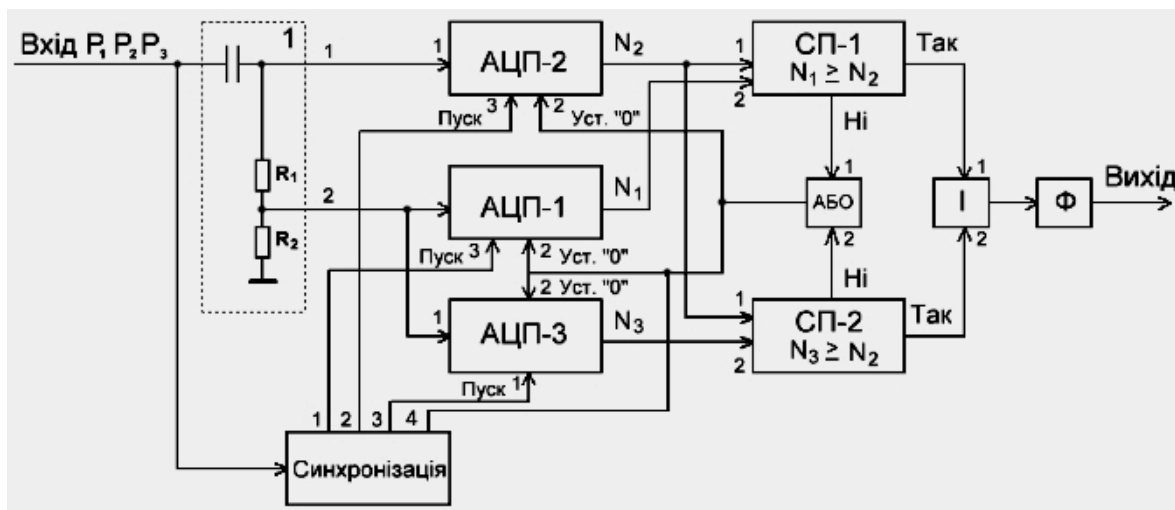 Вхід P₁ P₂ P₃
1
1
1
АЦП-2
N₂
1
СП-1
N₁ ≥ N₂
Так
2
Пуск
3
2
Уст. "0"
Ні
R₁
2
АЦП-1
N₁
1
АБО
2
1
І
2
Ф
Вихід
R₂
Пуск
3
2
Уст. "0"
2
Уст. "0"
Ні
1
АЦП-3
N₃
1
СП-2
N₃ ≥ N₂
Так
2
Пуск
1
1
2
3
4
Синхронізація